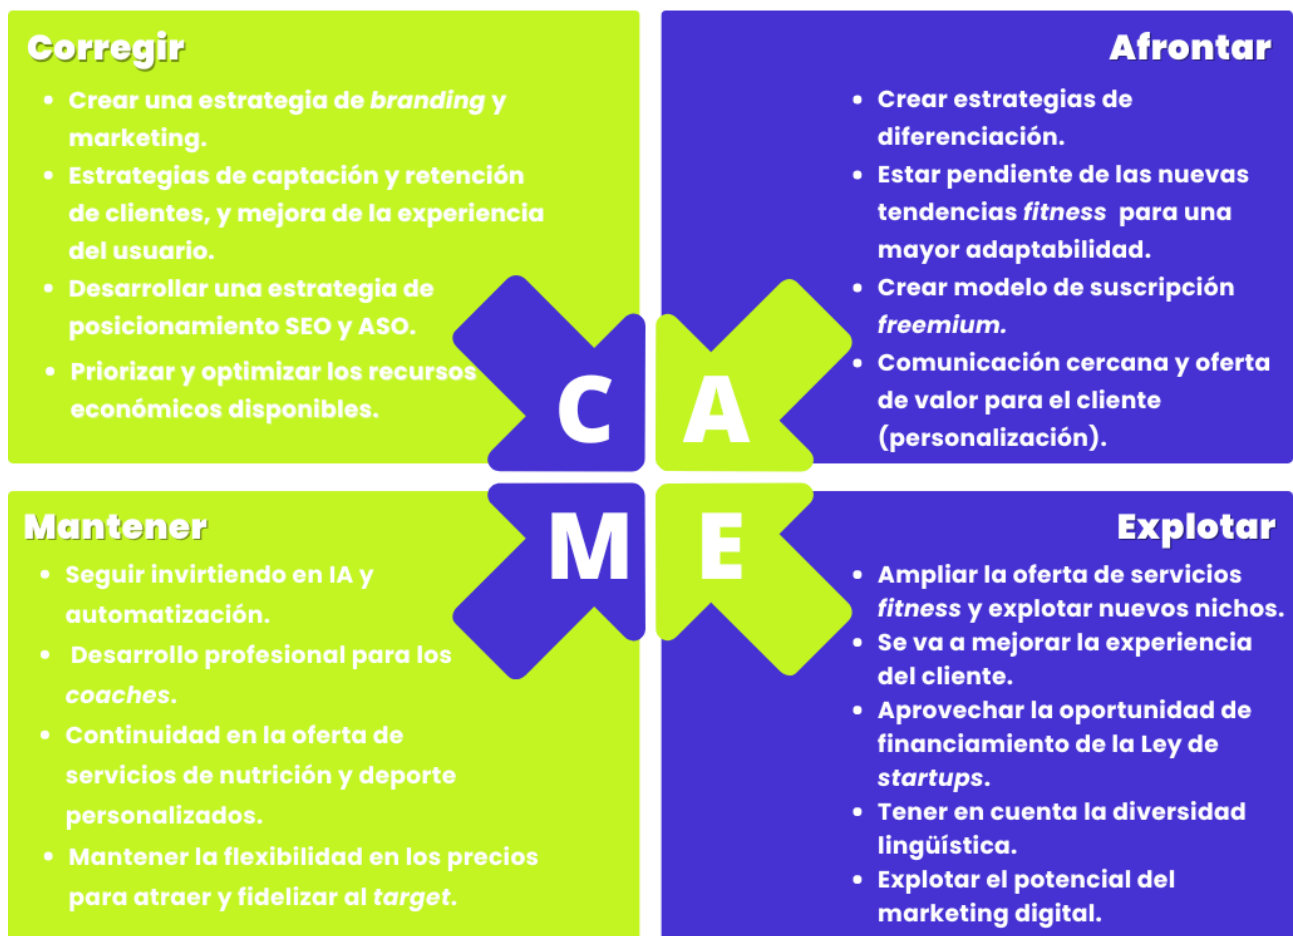 Corregir
• Crear una estrategia de branding y
marketing.
• Estrategias de captación y retención
de clientes, y mejora de la experiencia
del usuario.
• Desarrollar una estrategia de
posicionamiento SEO y ASO.
• Priorizar y optimizar los recursos
económicos disponibles.
Afrontar
• Crear estrategias de
diferenciación.
• Estar pendiente de las nuevas
tendencias fitness para una
mayor adaptabilidad.
• Crear modelo de suscripción
freemium.
• Comunicación cercana y oferta
de valor para el cliente
(personalización).
C A
M E
Mantener
• Seguir invirtiendo en IA y
automatización.
• Desarrollo profesional para los
coaches.
• Continuidad en la oferta de
servicios de nutrición y deporte
personalizados.
• Mantener la flexibilidad en los precios
para atraer y fidelizar al target.
Explotar
• Ampliar la oferta de servicios
fitness y explotar nuevos nichos.
• Se va a mejorar la experiencia
del cliente.
• Aprovechar la oportunidad de
financiamiento de la Ley de
startups.
• Tener en cuenta la diversidad
lingüística.
• Explotar el potencial del
marketing digital.